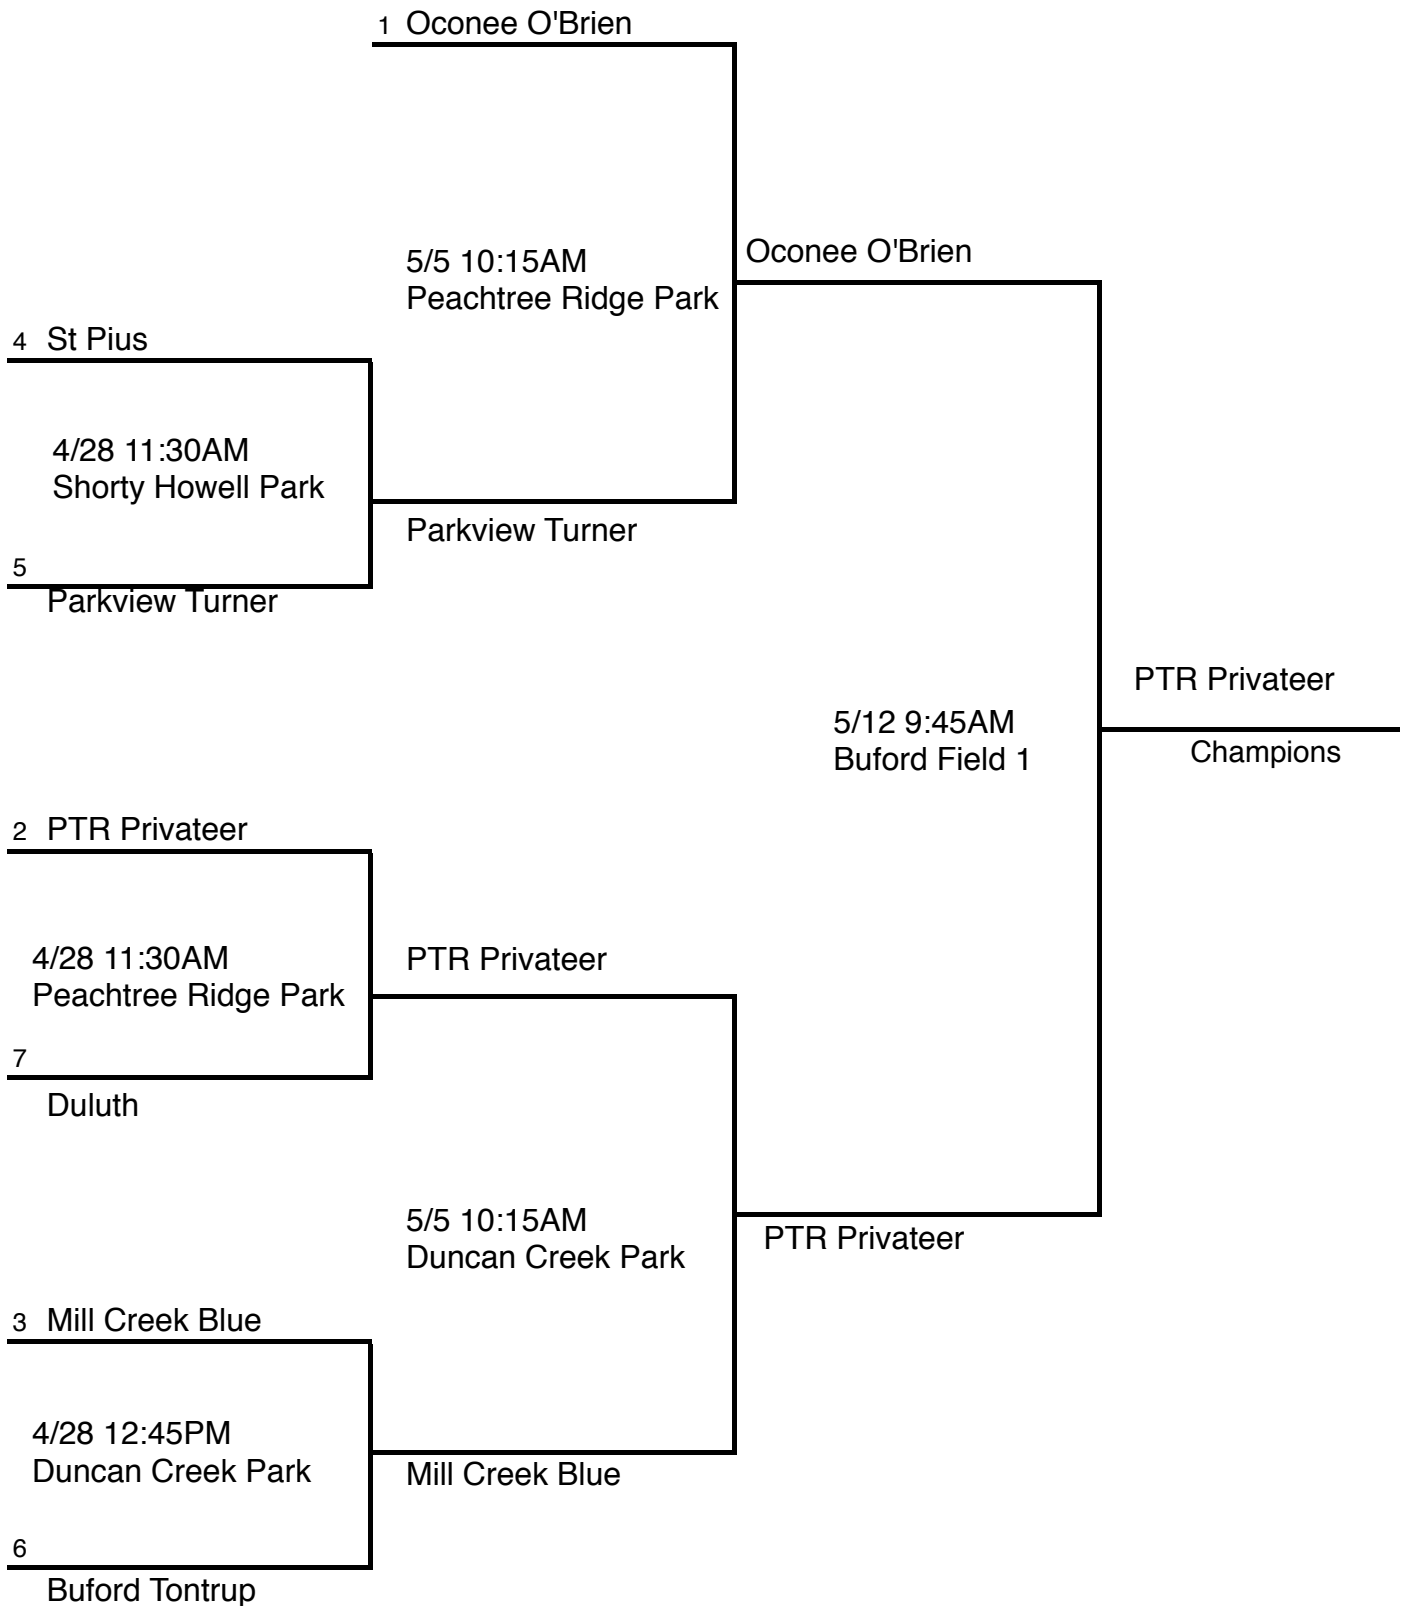 1 Oconee O'Brien
5/5 10:15AM
Peachtree Ridge Park
Oconee O'Brien
4 St Pius
4/28 11:30AM
Shorty Howell Park
Parkview Turner
5
Parkview Turner
PTR Privateer
5/12 9:45AM
Buford Field 1
Champions
2 PTR Privateer
4/28 11:30AM
Peachtree Ridge Park
PTR Privateer
7
Duluth
5/5 10:15AM
Duncan Creek Park
PTR Privateer
3 Mill Creek Blue
4/28 12:45PM
Duncan Creek Park
Mill Creek Blue
6
Buford Tontrup